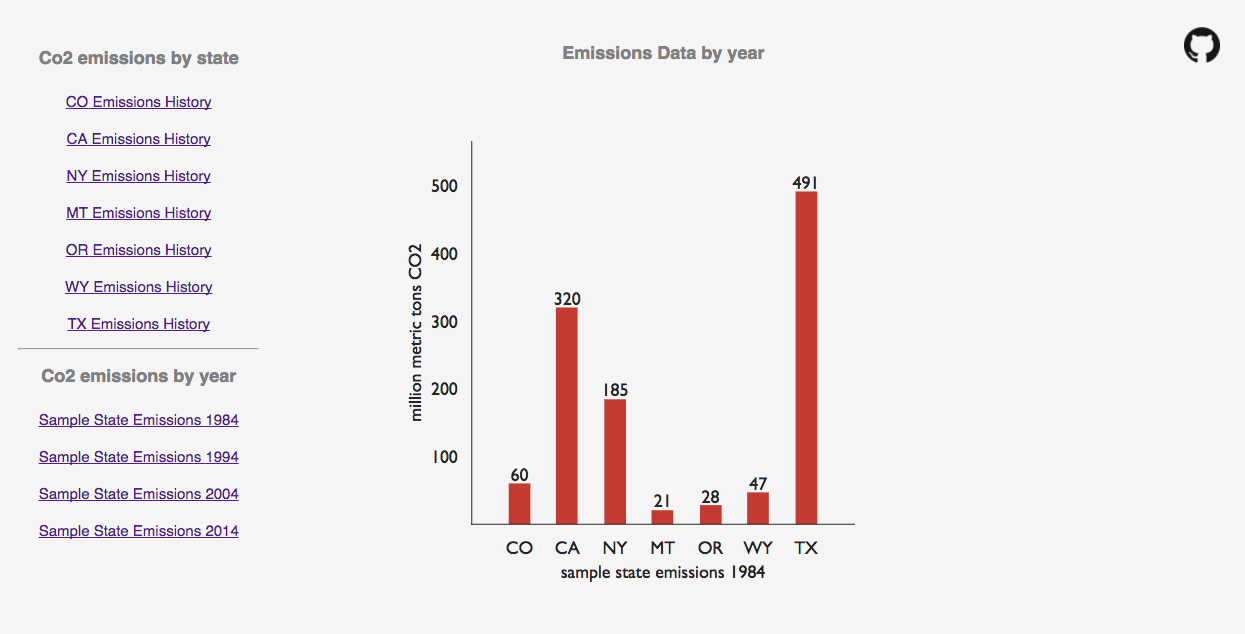 Co2 emissions by state
CO Emissions History
CA Emissions History
NY Emissions History
MT Emissions History
OR Emissions History
WY Emissions History
TX Emissions History
Co2 emissions by year
Sample State Emissions 1984
Sample State Emissions 1994
Sample State Emissions 2004
Sample State Emissions 2014
Emissions Data by year
million metric tons CO2
500
400
300
200
100
60
320
185
21
28
47
491
CO CA NY MT OR WY TX
sample state emissions 1984